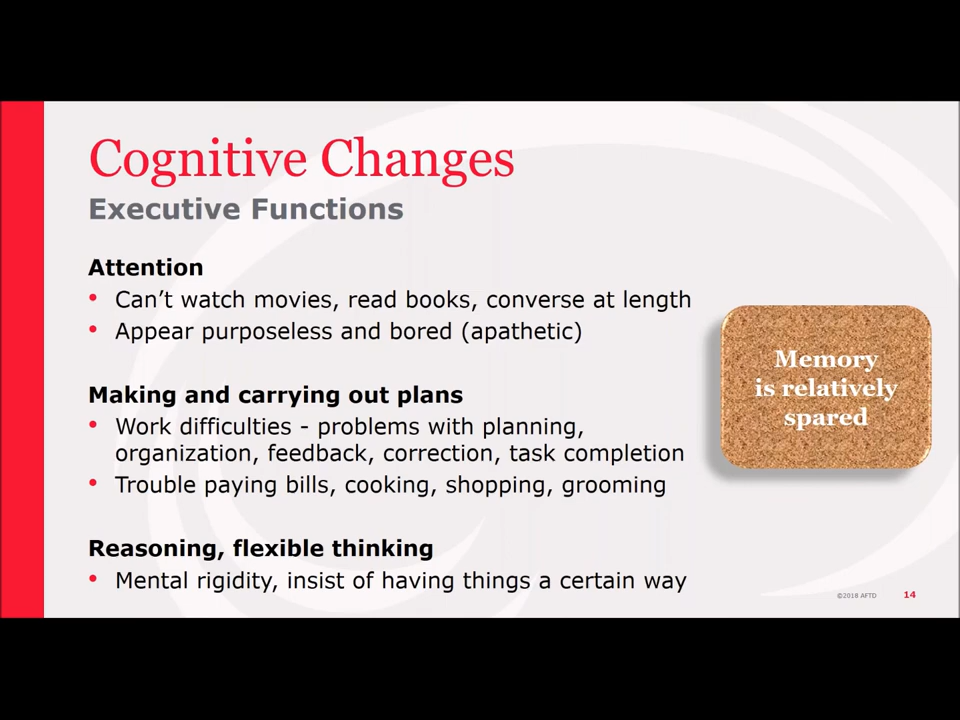 Cognitive Changes
Executive Functions
Attention
• Can’t watch movies, read books, converse at length
• Appear purposeless and bored (apathetic)
Making and carrying out plans
• Work difficulties - problems with planning,
organization, feedback, correction, task completion
• Trouble paying bills, cooking, shopping, grooming
Reasoning, flexible thinking
• Mental rigidity, insist of having things a certain way
Memory
is relatively
spared
©2018 AFTD 14